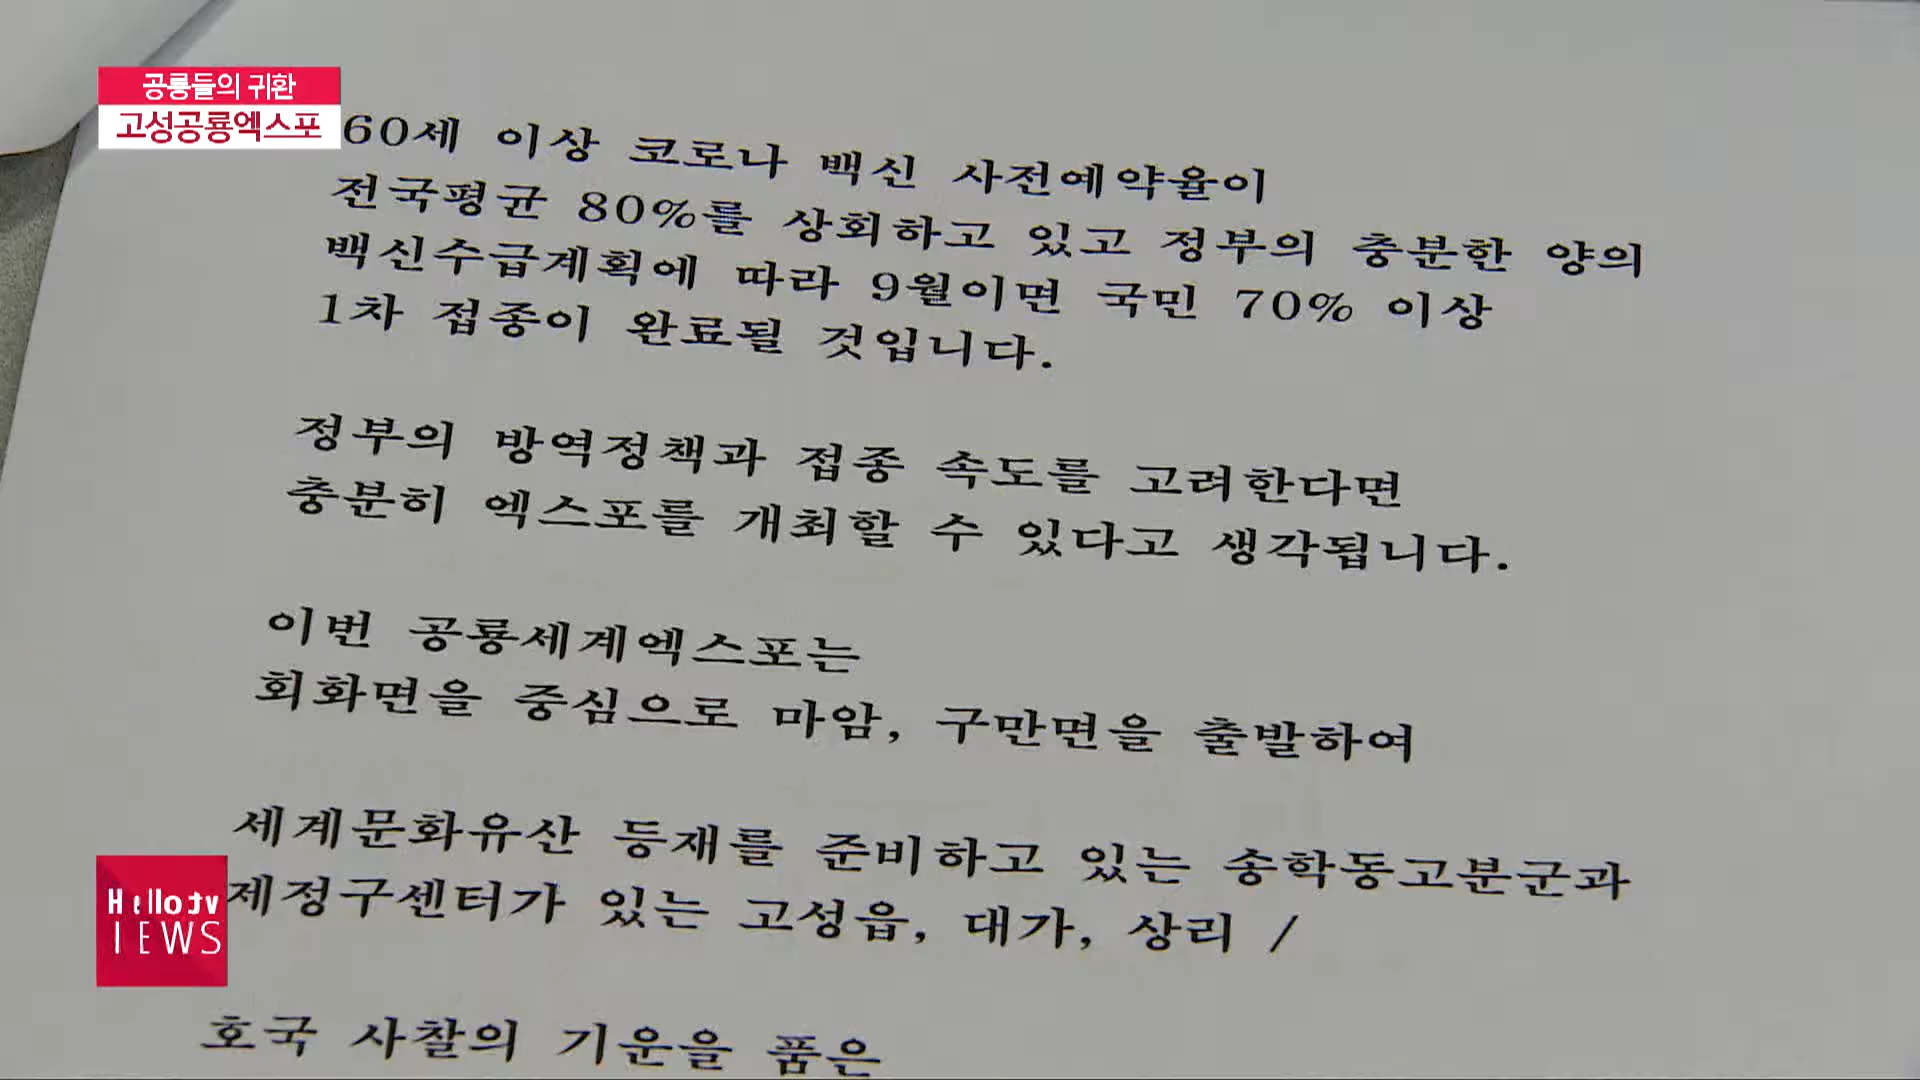 공룡들의 귀환
고성공룡엑스포
60세 이상 코로나 백신 사전예약율이
전국평균 80%를 상회하고 있고 정부의 충분한 양의
백신수급계획에 따라 9월이면 국민 70% 이상
1차 접종이 완료될 것입니다.
정부의 방역정책과 접종 속도를 고려한다면
충분히 엑스포를 개최할 수 있다고 생각됩니다.
이번 공룡세계엑스포는
회화면을 중심으로 마암, 구만면을 출발하여
세계문화유산 등재를 준비하고 있는 송학동고분군과
제정구센터가 있는 고성읍, 대가, 상리 /
호국 사찰의 기운을 품은
Hello tv
NEWS